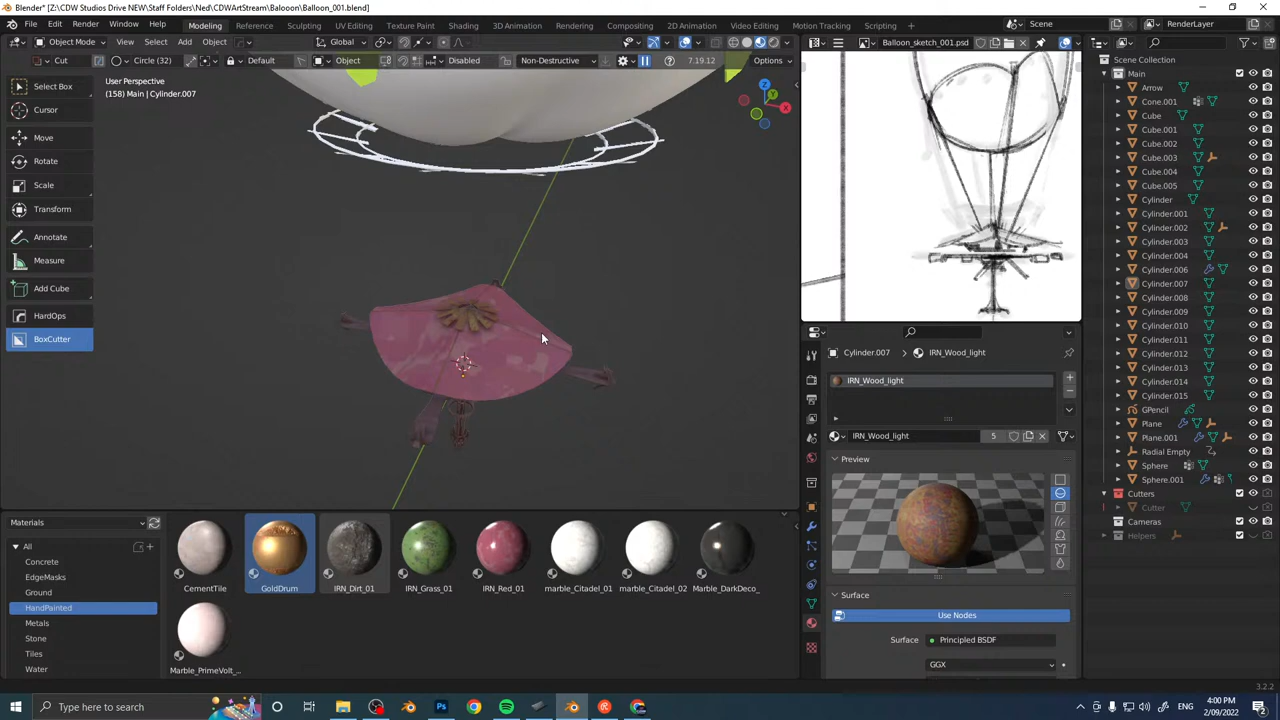 Blender* [Z:\CDW Studios Drive NEW\Staff Folders\Ned\CDWArtStream\Balooon\Balloon_001.blend]
File Edit Render Window Help Modeling Reference Sculpting UV Editing Texture Paint Shading 3D Animation Rendering Compositing 2D Animation Video Editing Scripting Scene RenderLayer
Object Mode View Select Add Object Global Balloon_sketch_001.psd
Cut Circle (32) Default Object Disabled Non-Destructive 7.19.12 Options
User Perspective
(158) Main | Cylinder.007
Select Box
Cursor
Move
Rotate
Scale
Transform
Annotate
Measure
Add Cube
HardOps
BoxCutter
Z
Y
X
Scene Collection
Main
Arrow
Cone.001
Cube
Cube.001
Cube.002
Cube.003
Cube.004
Cube.005
Cylinder
Cylinder.001
Cylinder.002
Cylinder.003
Cylinder.004
Cylinder.006
Cylinder.007
Cylinder.008
Cylinder.009
Cylinder.010
Cylinder.011
Cylinder.012
Cylinder.013
Cylinder.014
Cylinder.015
GPencil
Plane
Plane.001
Radial Empty
Sphere
Sphere.001
Cutters
Cutter
Cameras
Helpers
Cylinder.007 IRN_Wood_light
IRN_Wood_light
IRN_Wood_light 5
Preview
Surface
Use Nodes
Surface Principled BSDF
GGX
Materials
All
Concrete
EdgeMasks
Ground
HandPainted
Metals
Stone
Tiles
Water
CementTile GoldDrum IRN_Dirt_01 IRN_Grass_01 IRN_Red_01 marble_Citadel_01 marble_Citadel_02 Marble_DarkDeco_
Marble_PrimeVolt_...
3.2.2
Type here to search
4:00 PM
2/09/2022